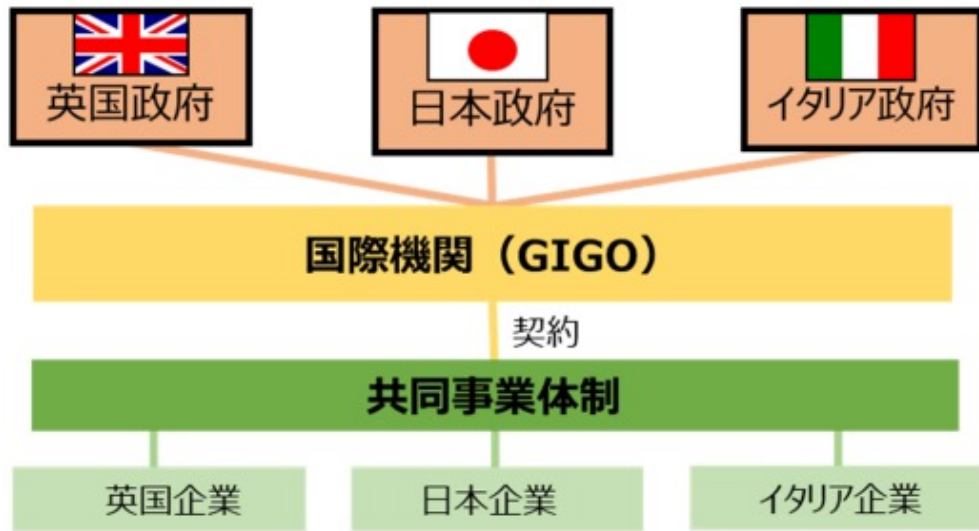 英国政府
日本政府
イタリア政府
国際機関（GIGO）
契約
共同事業体制
英国企業
日本企業
イタリア企業